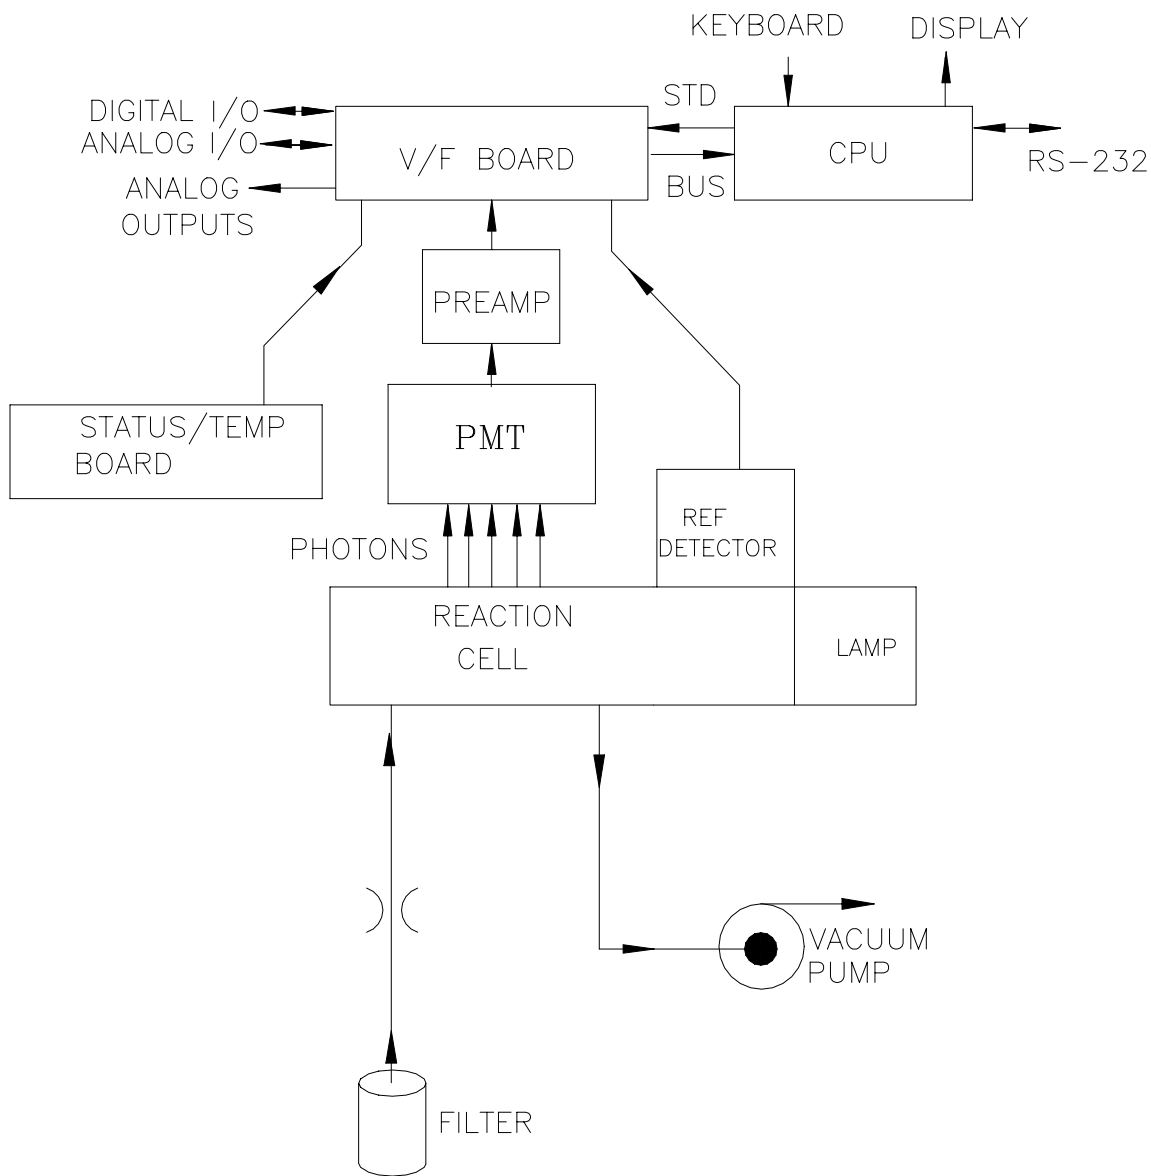 KEYBOARD
DISPLAY
DIGITAL I/O
STD
ANALOG I/O
V/F BOARD
CPU
RS-232
ANALOG
OUTPUTS
BUS
PREAMP
STATUS/TEMP
BOARD
PMT
REF
DETECTOR
PHOTONS
REACTION
CELL
LAMP
VACUUM
PUMP
FILTER